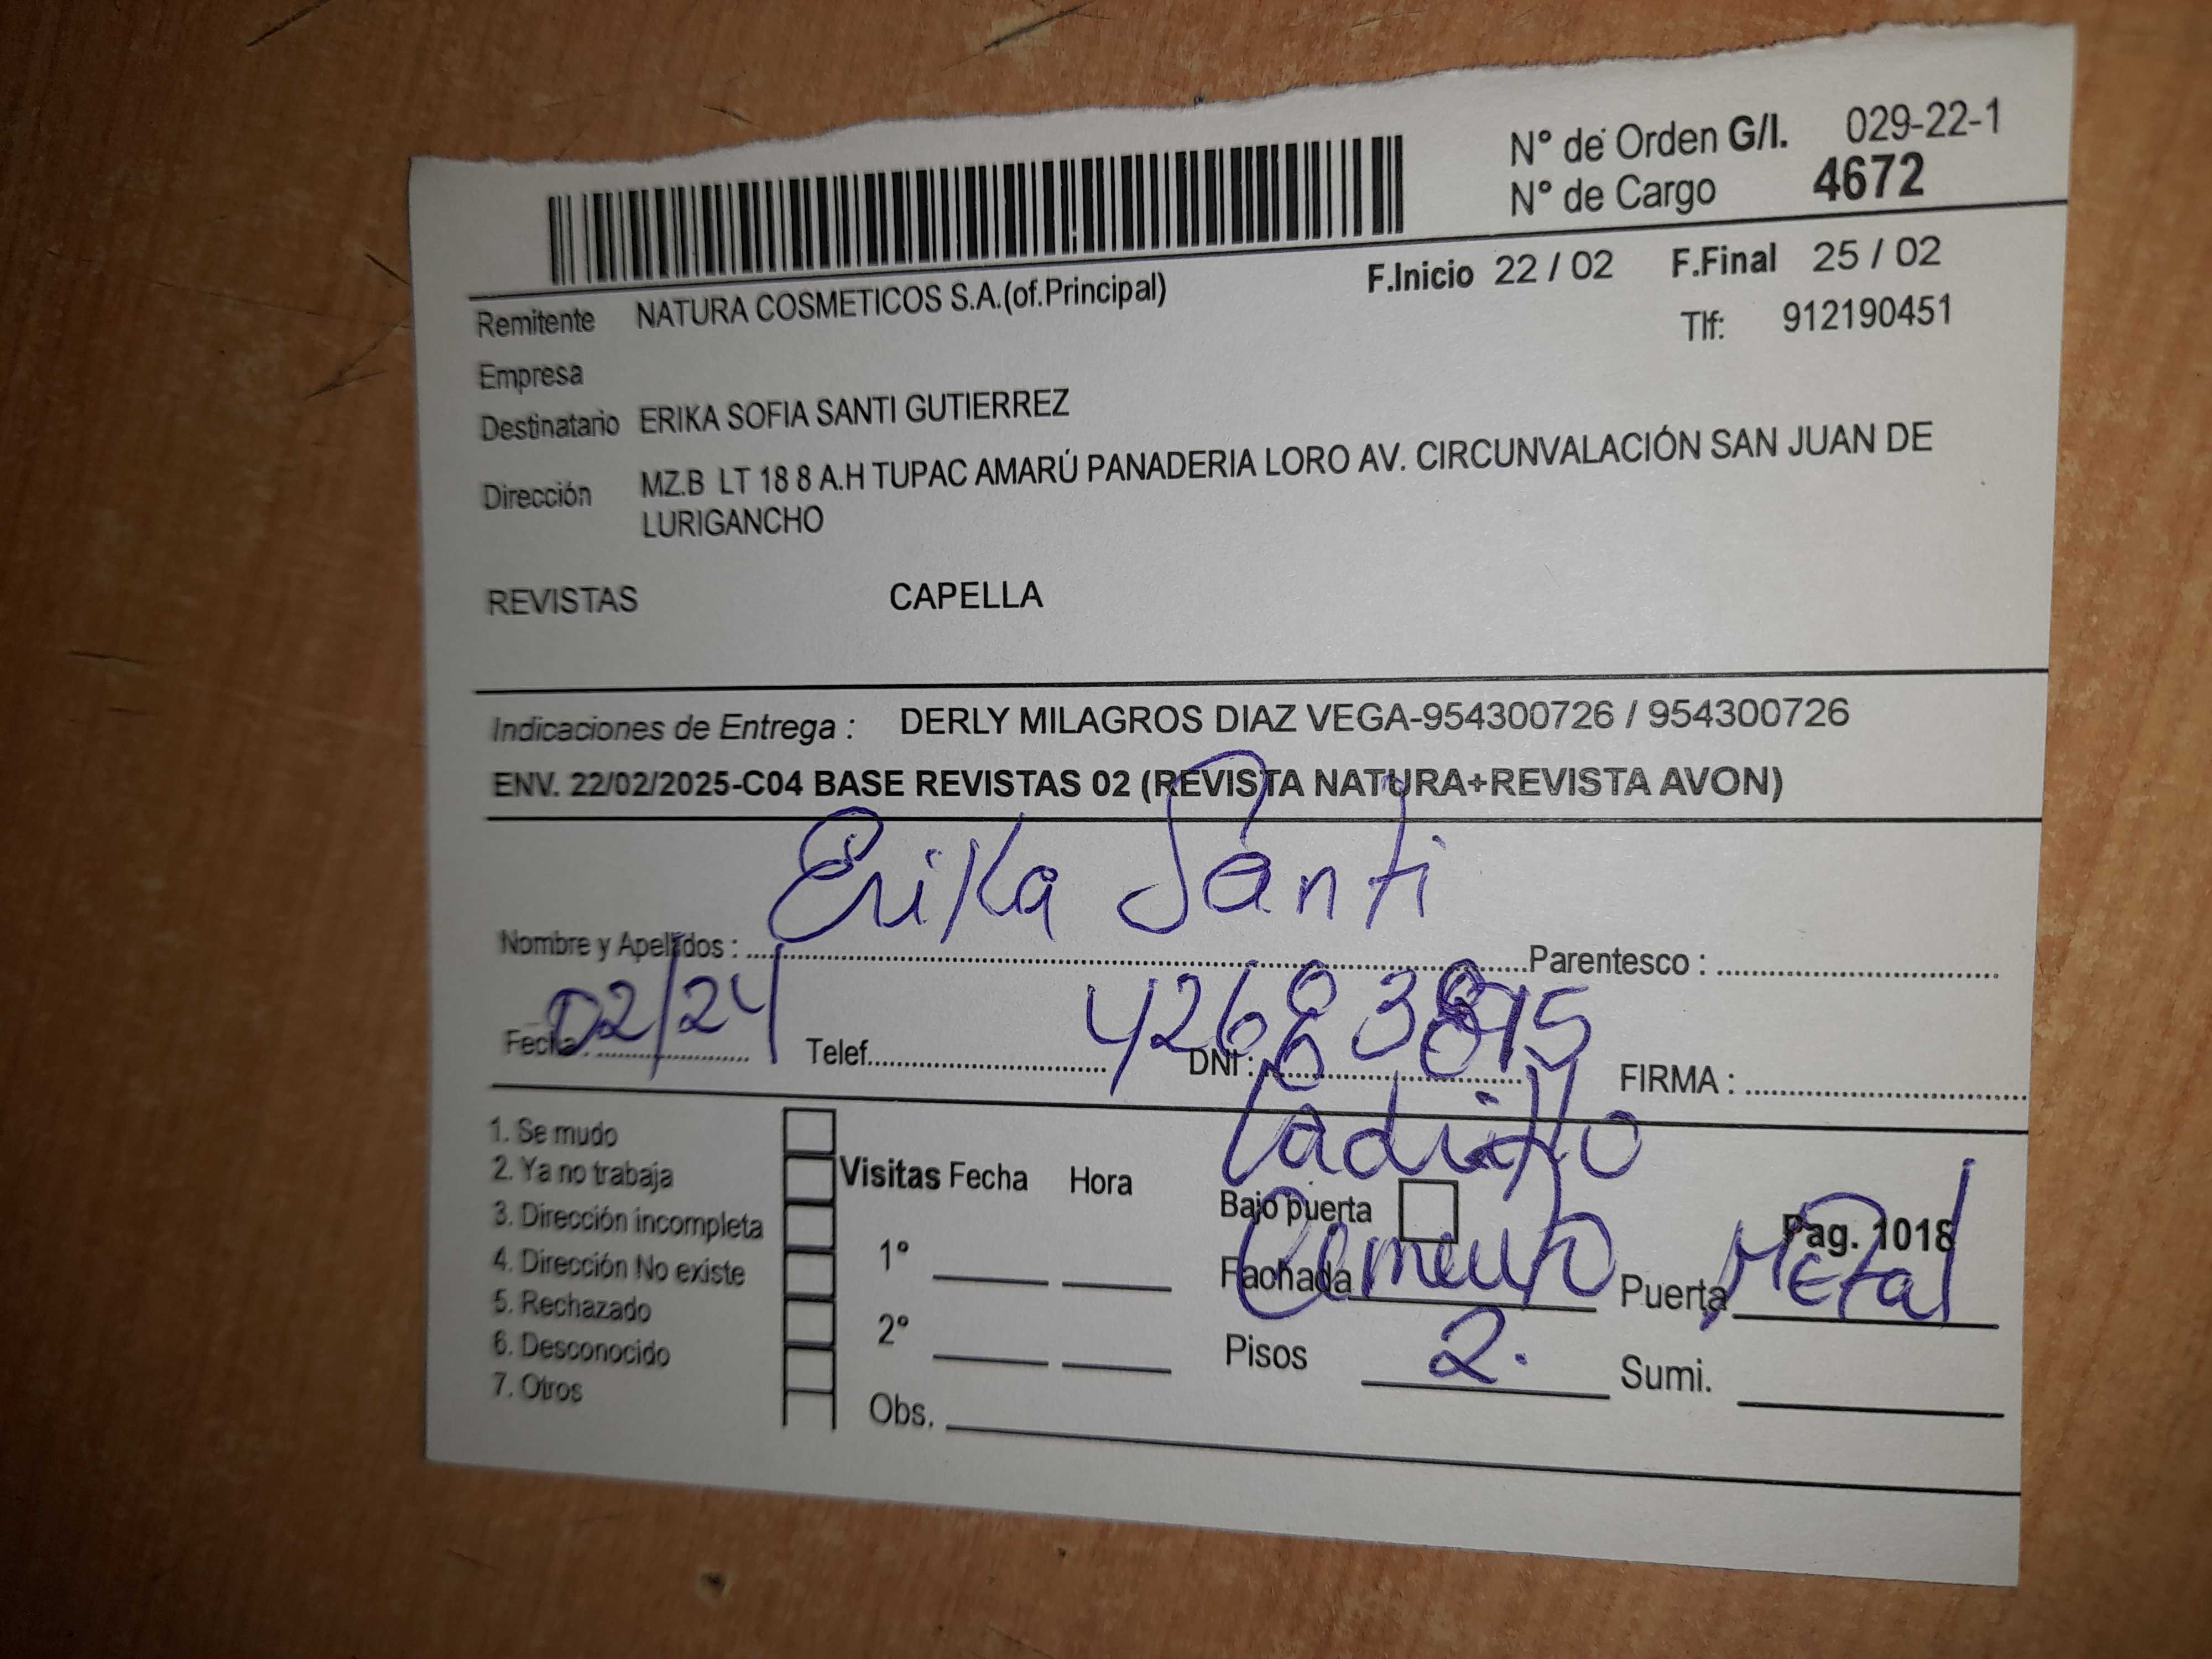 N° de Orden G/I. 029-22-1
N° de Cargo 4672
F.Inicio 22 / 02 F.Final 25 / 02
Remitente NATURA COSMETICOS S.A.(of.Principal)
Tlf: 912190451
Empresa
Destinatario ERIKA SOFIA SANTI GUTIERREZ
Dirección MZ.B LT 18 8 A.H TUPAC AMARÚ PANADERIA LORO AV. CIRCUNVALACIÓN SAN JUAN DE
LURIGANCHO
REVISTAS CAPELLA
Indicaciones de Entrega : DERLY MILAGROS DIAZ VEGA-954300726 / 954300726
ENV. 22/02/2025-C04 BASE REVISTAS 02 (REVISTA NATURA+REVISTA AVON)
Erika Santi
Nombre y Apellidos : Parentesco :
Fecha : 02/24 Telef. DNI : FIRMA :
1. Se mudo
2. Ya no trabaja
3. Dirección incompleta
4. Dirección No existe
5. Rechazado
6. Desconocido
7. Otros
Visitas Fecha Hora
1°
2°
Obs.
Ladrillo
Bajo puerta Pag. 1018
Fachada Cemento Puerta Metal
Pisos 2. Sumi.